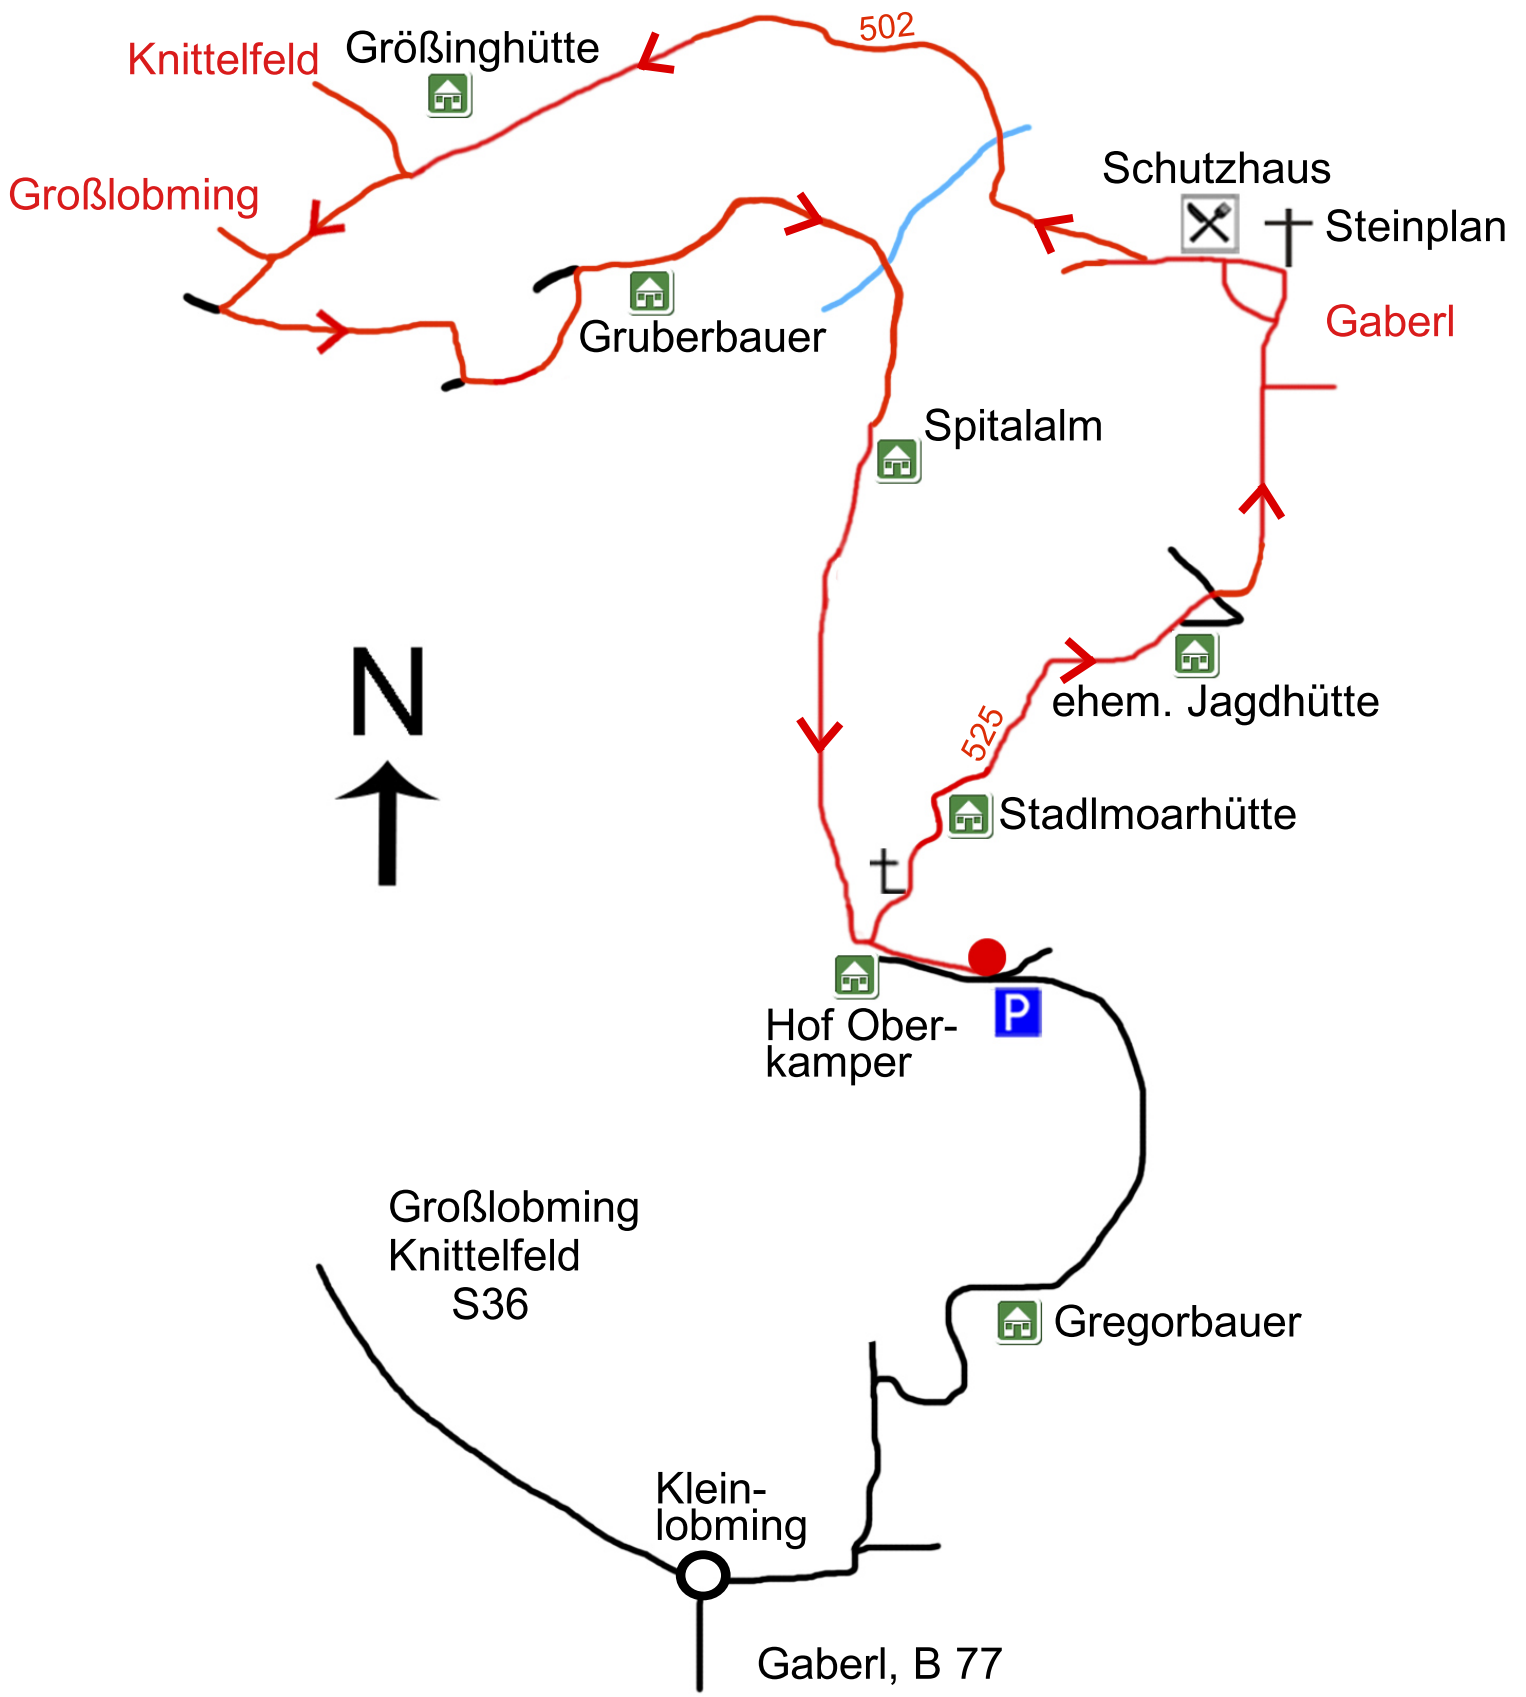 502
Knittelfeld
Größinghütte
Schutzhaus
Großlobming
Steinplan
Gaberl
Gruberbauer
Spitalalm
N
ehem. Jagdhütte
525
Stadlmoarhütte
Hof Ober-
kamper
P
Großlobming
Knittelfeld
S36
Gregorbauer
Klein-
lobming
Gaberl, B 77